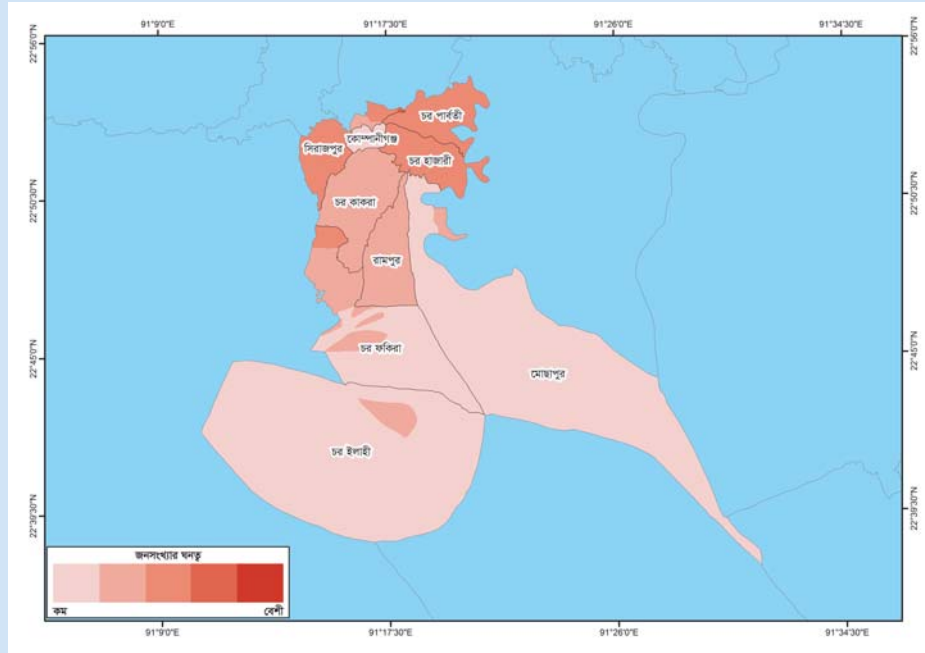 91°9'0"E 91°17'30"E 91°26'0"E 91°34'30"E
22°56'0"N 22°56'0"N
চর পার্বতী
কোম্পানীগঞ্জ
সিরাজপুর
চর হাজারী
22°50'30"N 22°50'30"N
চর কাকরা
রামপুর
চর ফকিরা
22°45'0"N 22°45'0"N
মোছাপুর
চর ইলাহী
22°39'30"N 22°39'30"N
জনসংখ্যার ঘনত্ব
কম বেশী
91°9'0"E 91°17'30"E 91°26'0"E 91°34'30"E